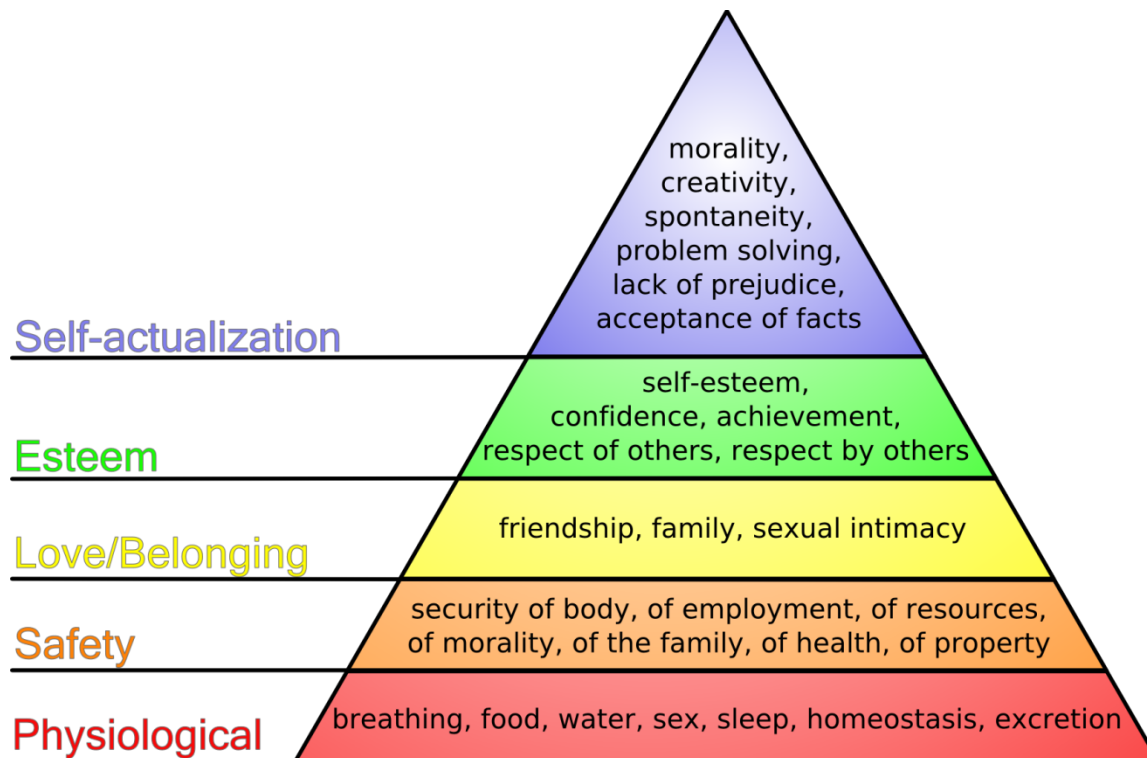 morality,
creativity,
spontaneity,
problem solving,
lack of prejudice,
acceptance of facts
Self-actualization
self-esteem,
confidence, achievement,
respect of others, respect by others
Esteem
friendship, family, sexual intimacy
Love/Belonging
security of body, of employment, of resources,
of morality, of the family, of health, of property
Safety
breathing, food, water, sex, sleep, homeostasis, excretion
Physiological